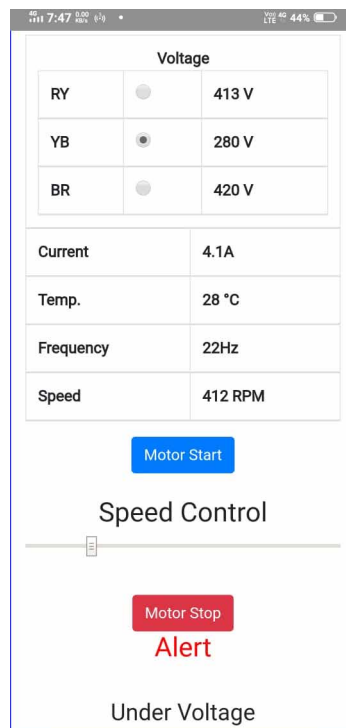 4G 7:47 0.00 KB/s
Voo 4G LTE 44%
Voltage
RY 413 V
YB 280 V
BR 420 V
Current 4.1A
Temp. 28 °C
Frequency 22Hz
Speed 412 RPM
Motor Start
Speed Control
Motor Stop
Alert
Under Voltage